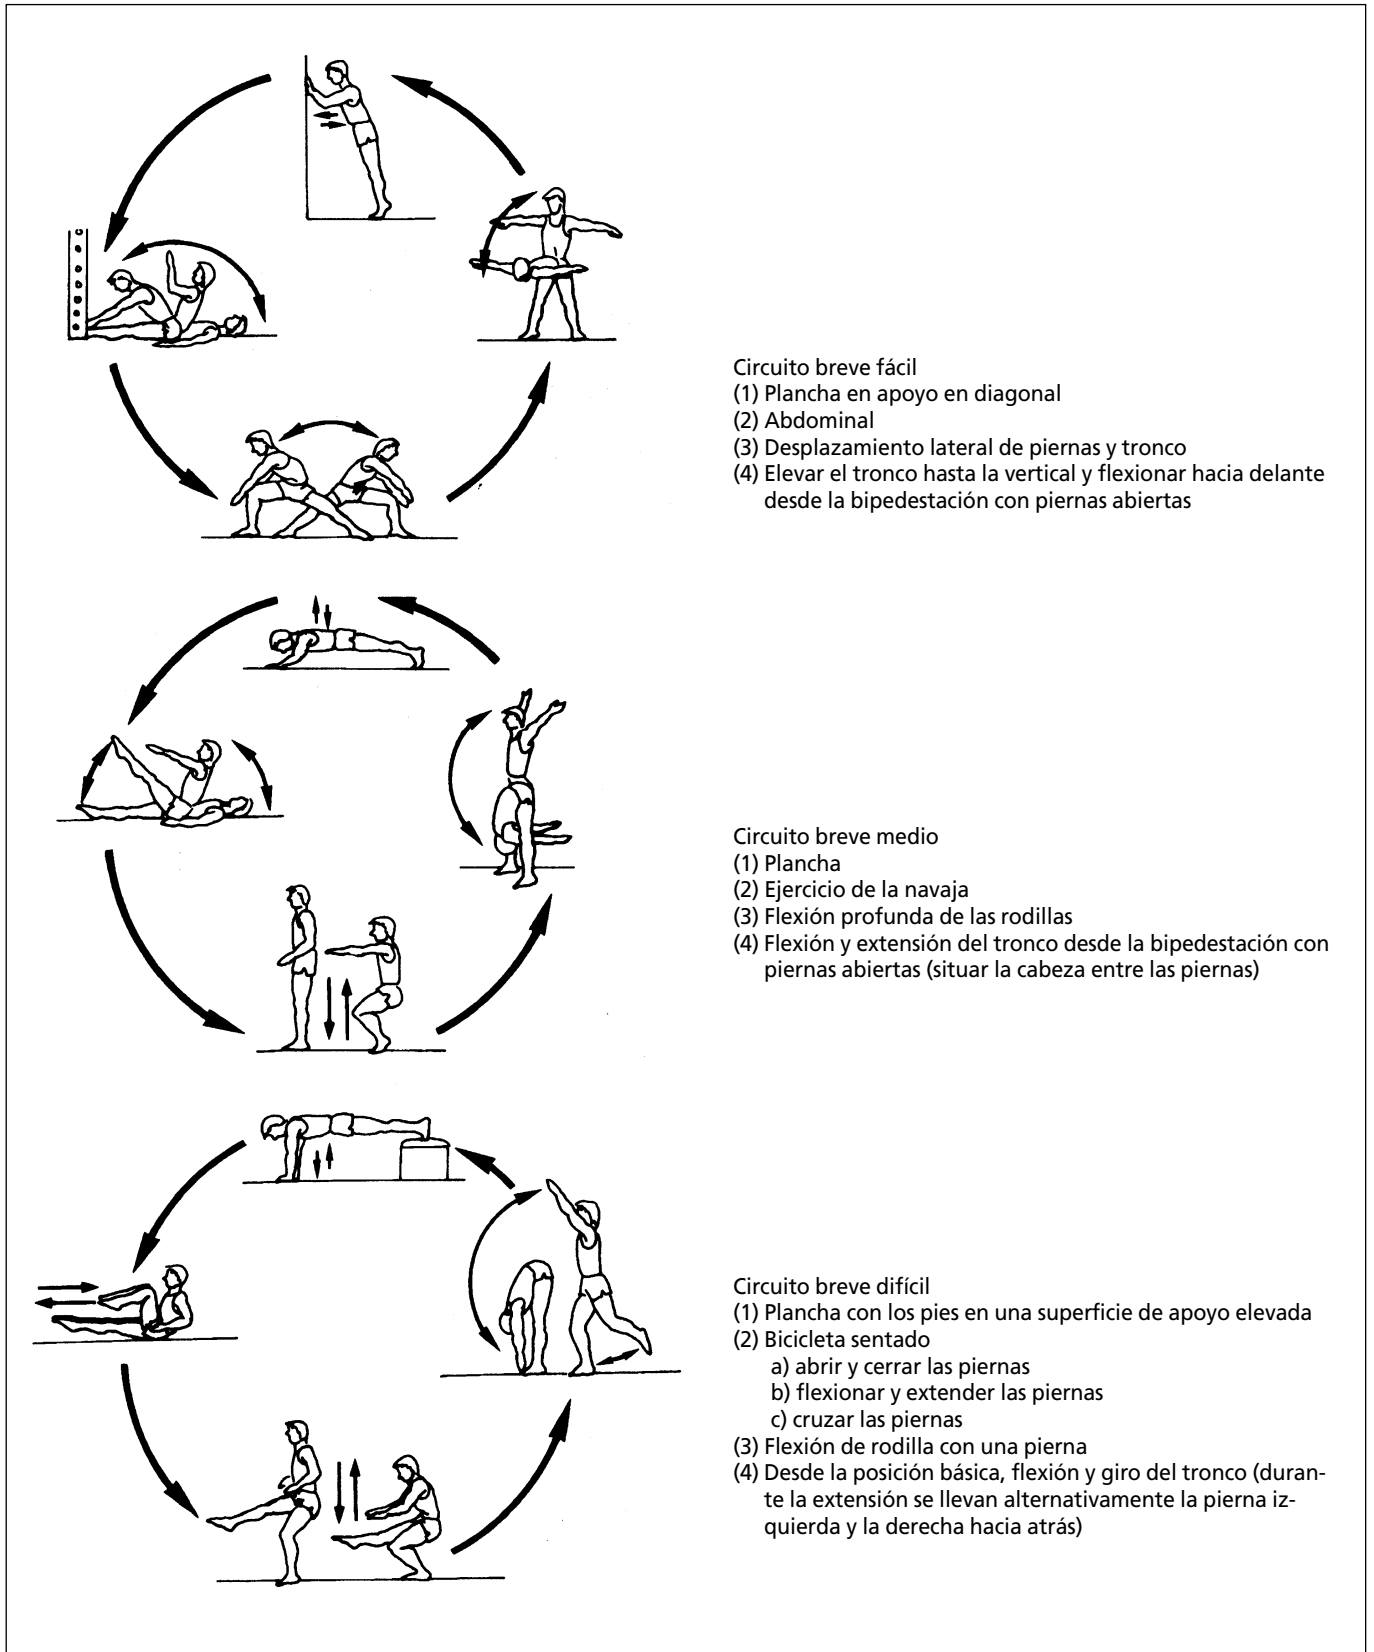 Circuito breve fácil
(1) Plancha en apoyo en diagonal
(2) Abdominal
(3) Desplazamiento lateral de piernas y tronco
(4) Elevar el tronco hasta la vertical y flexionar hacia delante
desde la bipedestación con piernas abiertas
Circuito breve medio
(1) Plancha
(2) Ejercicio de la navaja
(3) Flexión profunda de las rodillas
(4) Flexión y extensión del tronco desde la bipedestación con
piernas abiertas (situar la cabeza entre las piernas)
Circuito breve difícil
(1) Plancha con los pies en una superficie de apoyo elevada
(2) Bicicleta sentado
a) abrir y cerrar las piernas
b) flexionar y extender las piernas
c) cruzar las piernas
(3) Flexión de rodilla con una pierna
(4) Desde la posición básica, flexión y giro del tronco (duran-
te la extensión se llevan alternativamente la pierna iz-
quierda y la derecha hacia atrás)